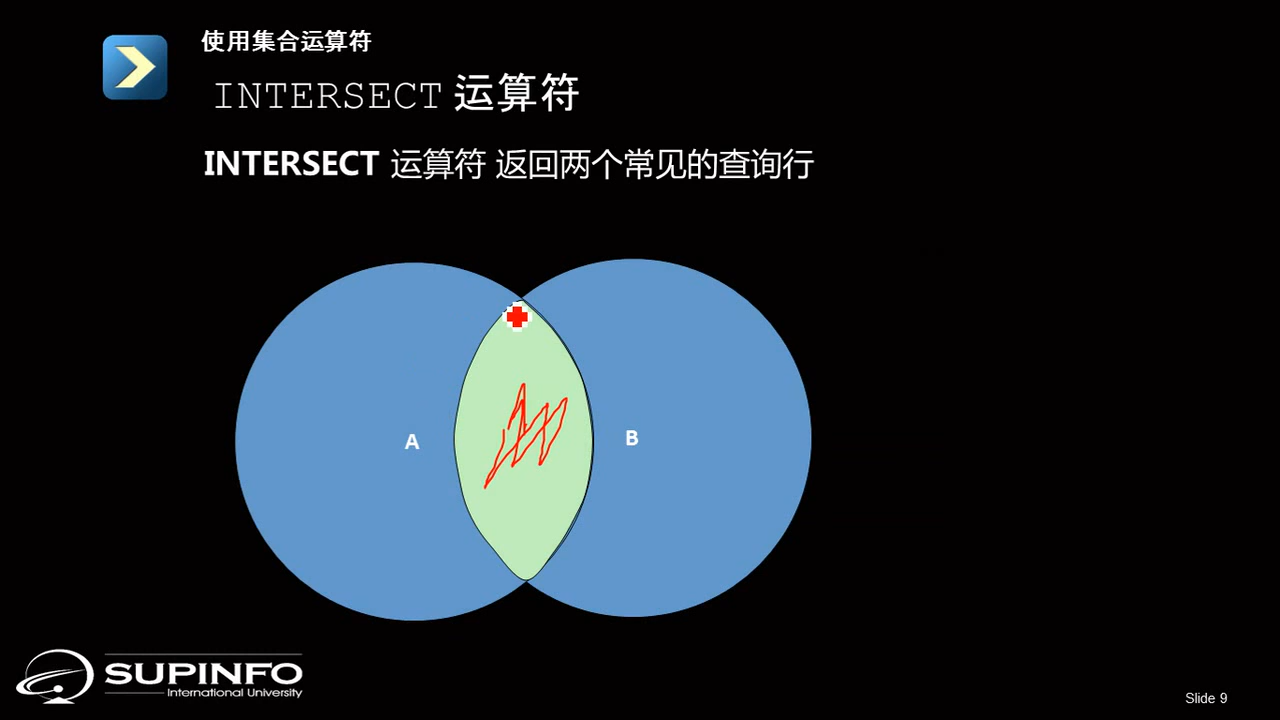 使用集合运算符
INTERSECT 运算符
INTERSECT 运算符 返回两个常见的查询行
A
B
SUPINFO
International University
Slide 9